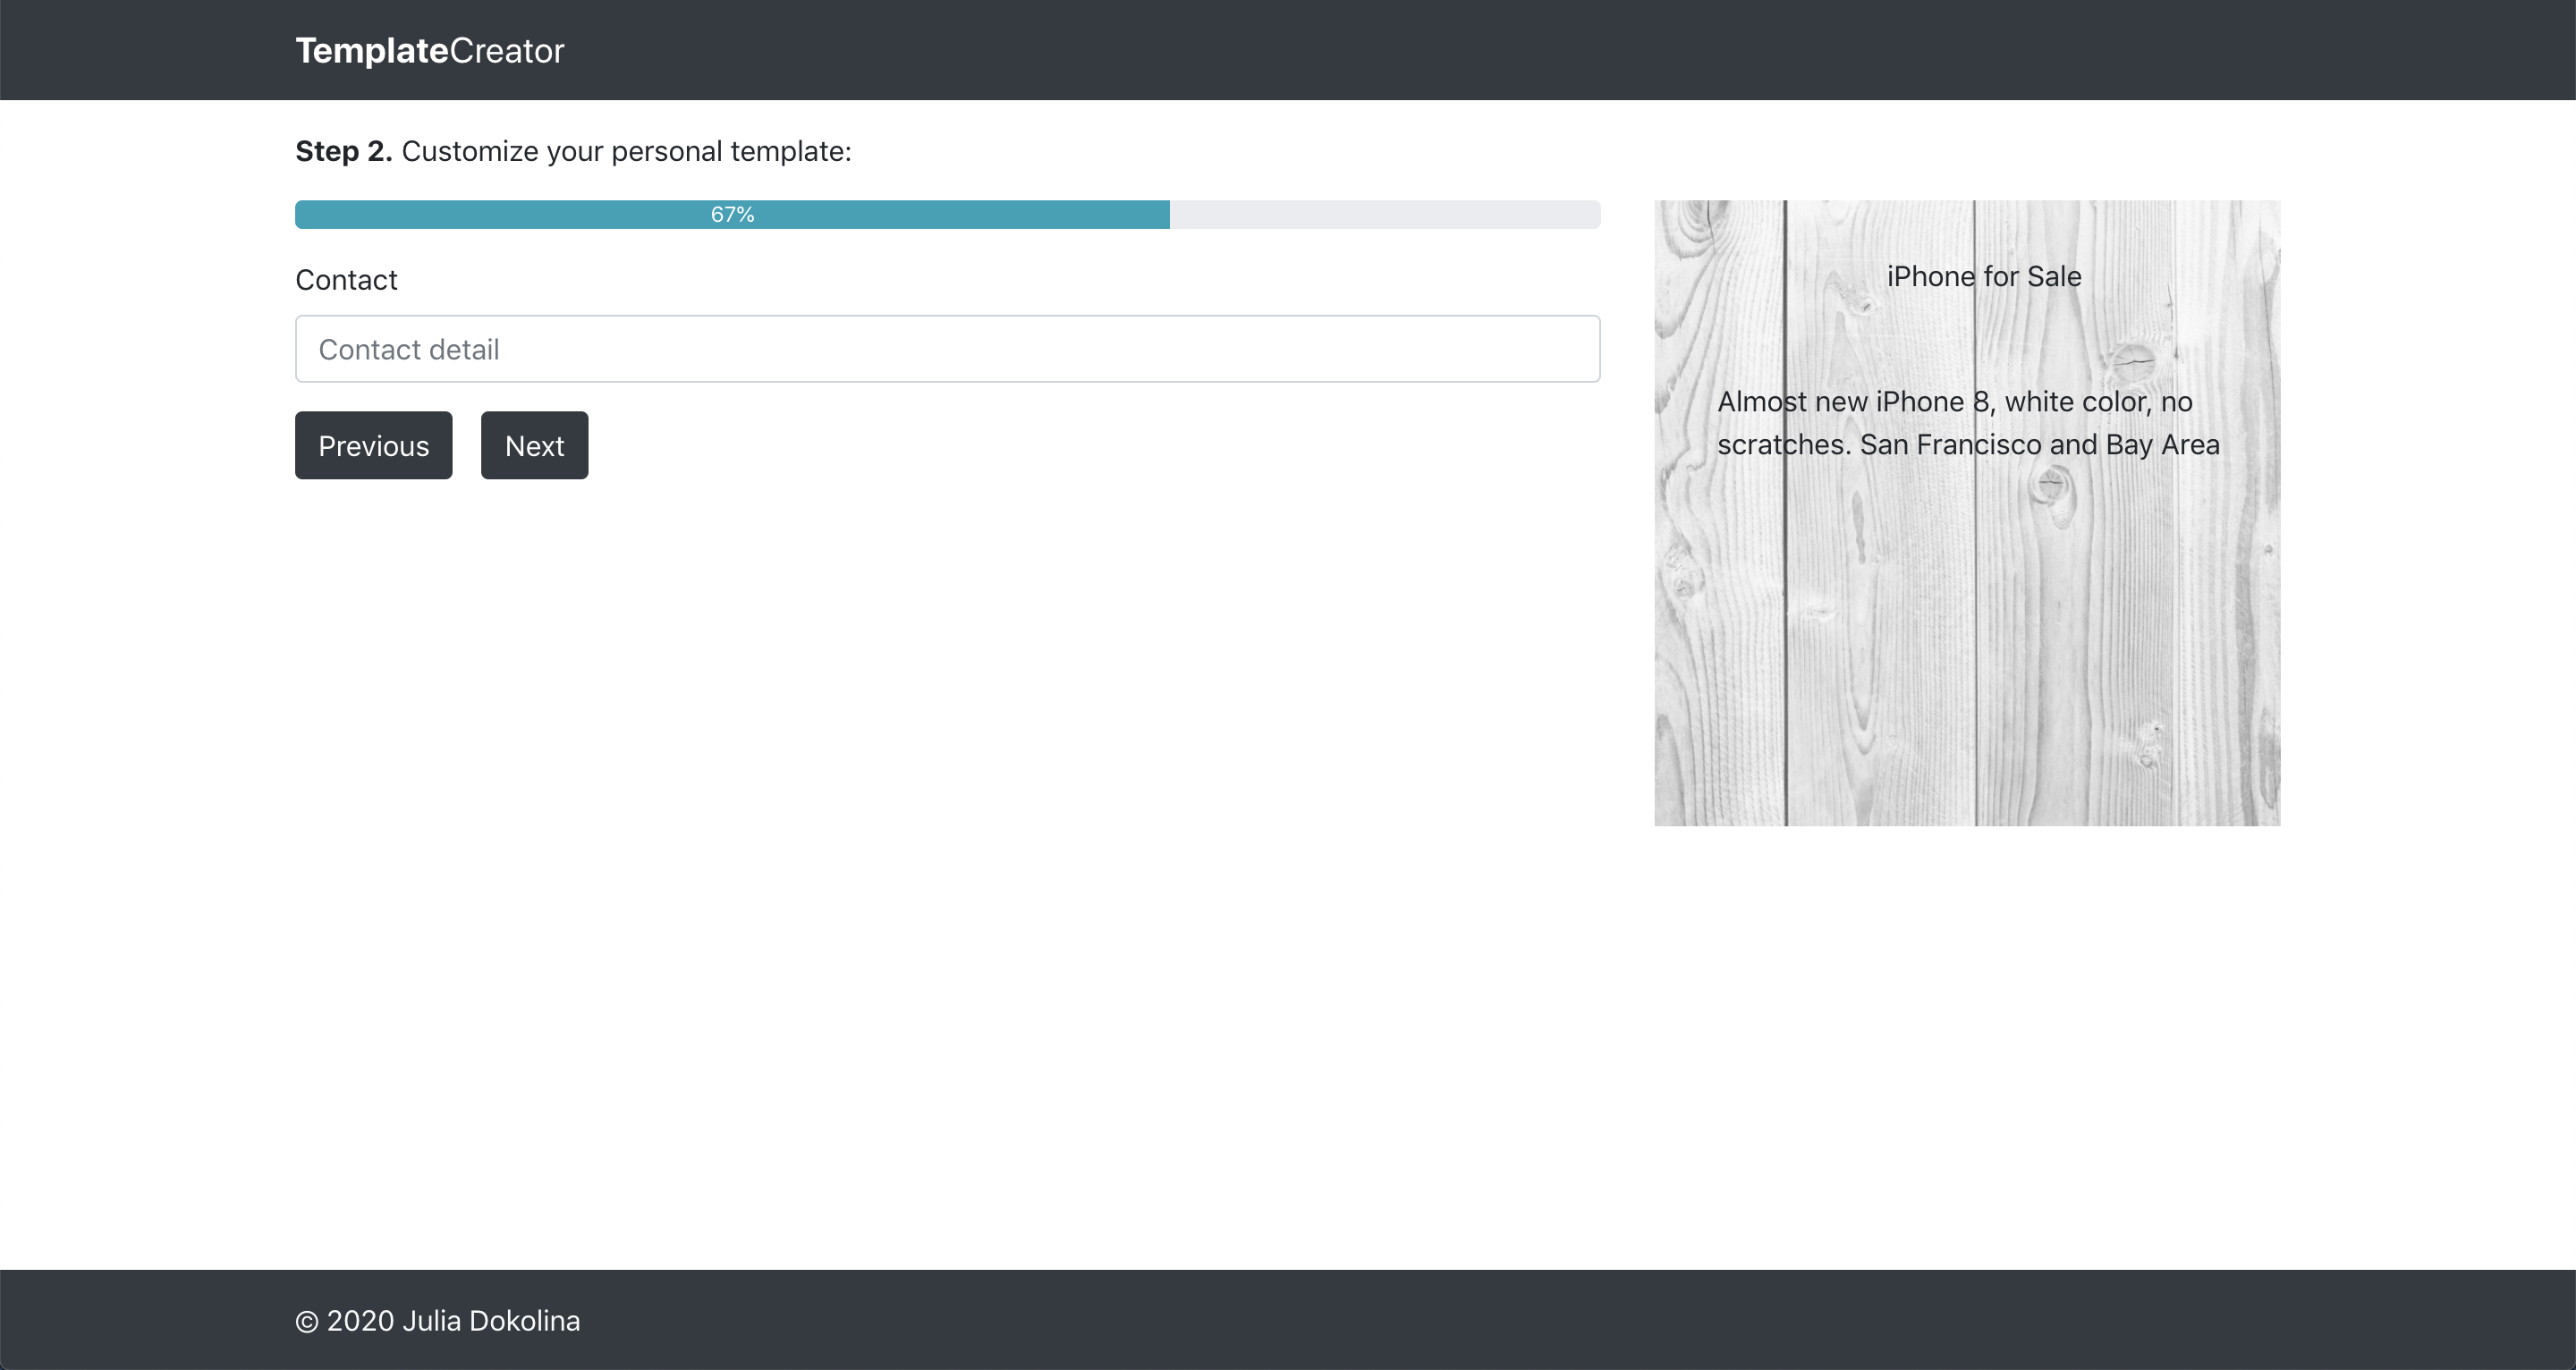 TemplateCreator
Step 2. Customize your personal template:
67%
Contact
Contact detail
Previous
Next
iPhone for Sale
Almost new iPhone 8, white color, no
scratches. San Francisco and Bay Area
© 2020 Julia Dokolina